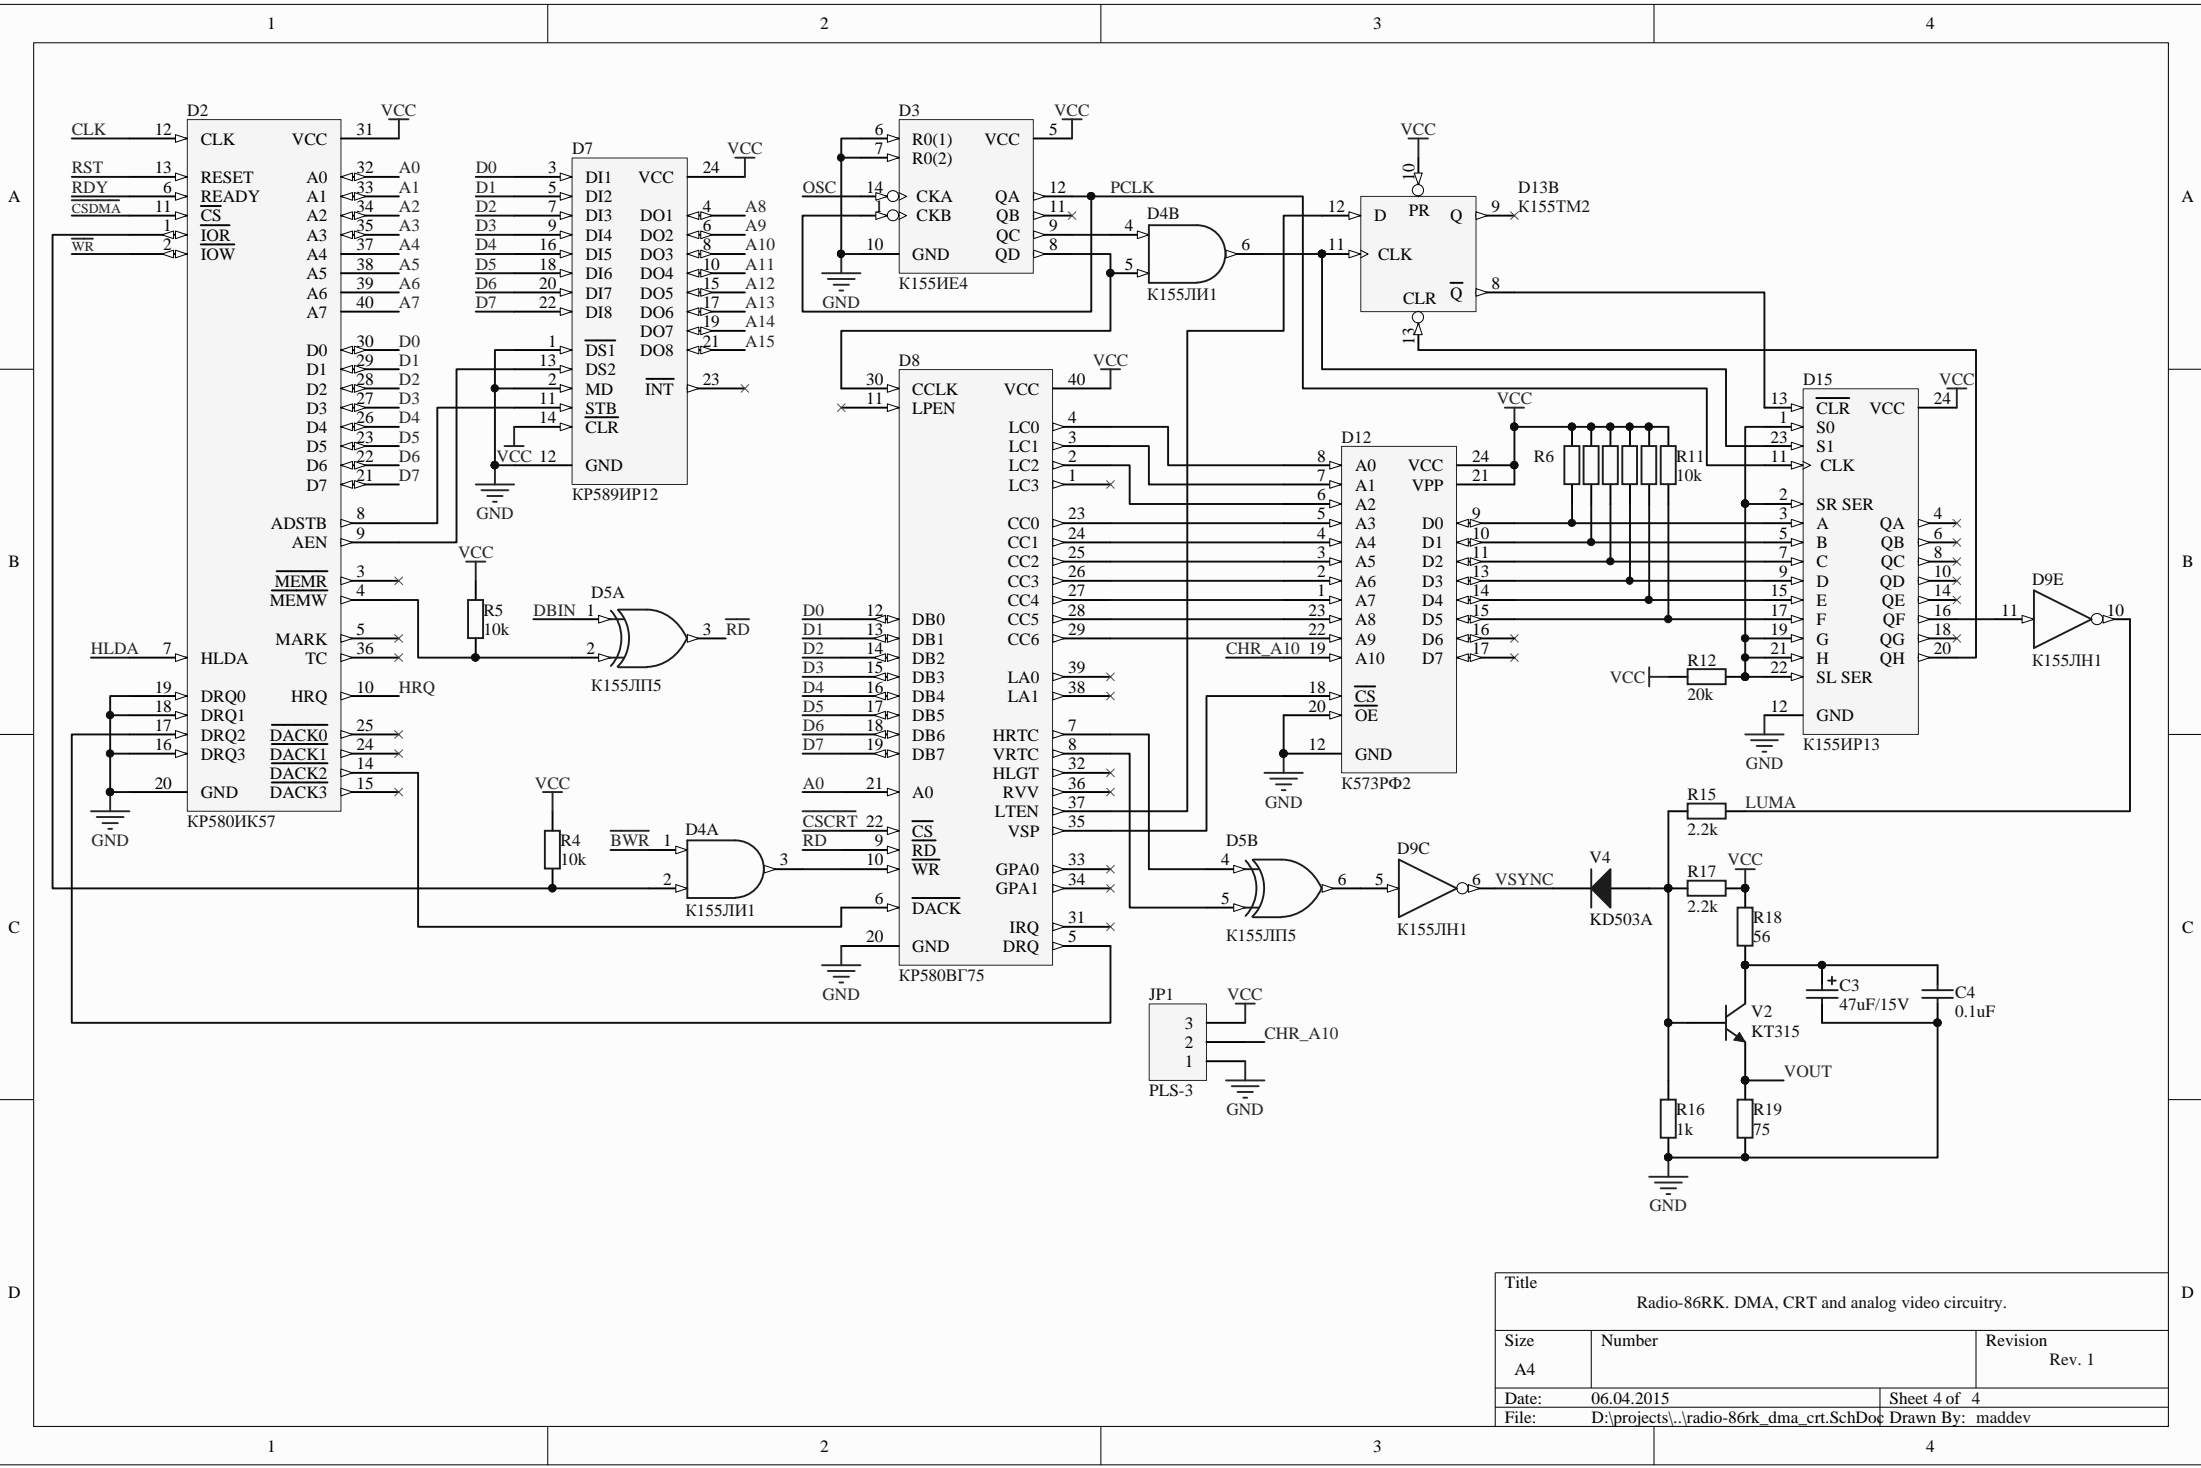 1 2 3 4
A A
B B
C C
D D
D2
CLK 12 CLK VCC 31 VCC
RST 13 RESET A0 32 A0
RDY 6 READY A1 33 A1
CSDMA 11 CS A2 34 A2
1 IOR A3 35 A3
WR 2 IOW A4 37 A4
A5 38 A5
A6 39 A6
A7 40 A7
D0 30 D0
D1 29 D1
D2 28 D2
D3 27 D3
D4 26 D4
D5 23 D5
D6 22 D6
D7 21 D7
ADSTB 8
AEN 9
MEMR 3
MEMW 4
MARK 5
HLDA 7 HLDA TC 36
19 DRQ0 HRQ 10 HRQ
18 DRQ1
17 DRQ2 DACK0 25
16 DRQ3 DACK1 24
DACK2 14
20 GND DACK3 15
GND
КР580ИК57
D7
D0 3 DI1 VCC 24 VCC
D1 5 DI2
D2 7 DI3 DO1 4 A8
D3 9 DI4 DO2 6 A9
D4 16 DI5 DO3 8 A10
D5 18 DI6 DO4 10 A11
D6 20 DI7 DO5 15 A12
D7 22 DI8 DO6 17 A13
DO7 19 A14
1 DS1 DO8 21 A15
13 DS2
2 MD INT 23
11 STB
14 CLR
VCC 12 GND
GND
КР589ИР12
VCC
R5
10k
D5A
DBIN 1
2
3 RD
К155ЛП5
VCC
R4
10k
D4A
BWR 1
2
3
К155ЛИ1
D3
6 R0(1) VCC 5 VCC
7 R0(2)
OSC 14 CKA QA 12 PCLK
1 CKB QB 11
QC 9
10 GND QD 8
GND
К155ИЕ4
D4B
4
5
6
К155ЛИ1
VCC
10
D13B
К155ТМ2
12 D PR Q 9
11 CLK
CLR Q 8
13
D8
30 CCLK VCC 40 VCC
11 LPEN
LC0 4
LC1 3
LC2 2
LC3 1
CC0 23
CC1 24
CC2 25
CC3 26
CC4 27
D0 12 DB0 CC5 28
D1 13 DB1 CC6 29
D2 14 DB2
D3 15 DB3 LA0 39
D4 16 DB4 LA1 38
D5 17 DB5
D6 18 DB6 HRTC 7
D7 19 DB7 VRTC 8
HLGT 32
A0 21 A0 RVV 36
LTEN 37
CSCRT 22 CS VSP 35
RD 9 RD
10 WR GPA0 33
GPA1 34
6 DACK
IRQ 31
20 GND DRQ 5
GND
КР580ВГ75
D12
8 A0 VCC 24 VCC
7 A1 VPP 21
6 A2
5 A3 D0 9
4 A4 D1 10
3 A5 D2 11
2 A6 D3 13
1 A7 D4 14
23 A8 D5 15
22 A9 D6 16
CHR_A10 19 A10 D7 17
18 CS
20 OE
12 GND
GND
К573РФ2
R6 R11
10k
D15
13 CLR VCC 24 VCC
1 S0
23 S1
11 CLK
2 SR SER
3 A QA 4
5 B QB 6
7 C QC 8
9 D QD 10
15 E QE 14
17 F QF 16
19 G QG 18
21 H QH 20
22 SL SER
12 GND
GND
К155ИР13
VCC R12
20k
D9E
11 10
К155ЛН1
R15 LUMA
2.2k
D5B
4
5
6
К155ЛП5
D9C
5 6 VSYNC
К155ЛН1
V4
KD503A
R17 VCC
2.2k
R18
56
C3
47uF/15V
C4
0.1uF
V2
KT315
VOUT
R16
1k
R19
75
GND
JP1
3 VCC
2 CHR_A10
1
GND
PLS-3
Title
Radio-86RK. DMA, CRT and analog video circuitry.
Size Number Revision
A4 Rev. 1
Date: 06.04.2015 Sheet 4 of 4
File: D:\projects\..\radio-86rk_dma_crt.SchDoc Drawn By: maddev
1 2 3 4